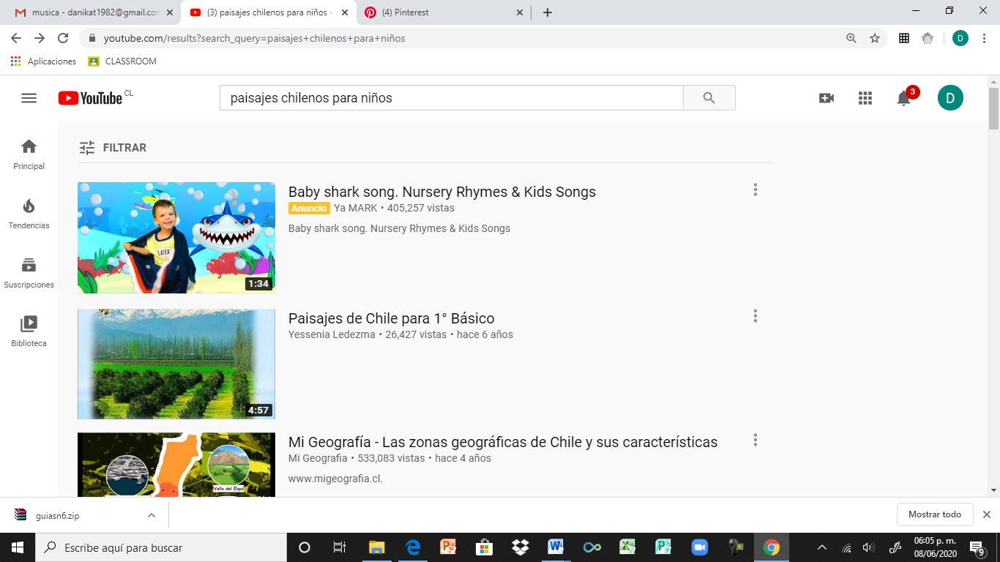 musica - danikat1982@gmail.con
(3) paisajes chilenos para niños -
(4) Pinterest
youtube.com/results?search_query=paisajes+chilenos+para+niños
D
Aplicaciones
CLASSROOM
YouTube CL
paisajes chilenos para niños
3
D
Principal
Tendencias
Suscripciones
Biblioteca
FILTRAR
LATER
1:34
Baby shark song. Nursery Rhymes & Kids Songs
Anuncio Ya MARK • 405,257 vistas
Baby shark song. Nursery Rhymes & Kids Songs
4:57
Paisajes de Chile para 1° Básico
Yessenia Ledezma • 26,427 vistas • hace 6 años
Valle del Elqui
Mi Geografía - Las zonas geográficas de Chile y sus características
Mi Geografia • 533,083 vistas • hace 4 años
www.migeografia.cl.
guiasn6.zip
Mostrar todo
Escribe aquí para buscar
06:05 p. m.
08/06/2020
9